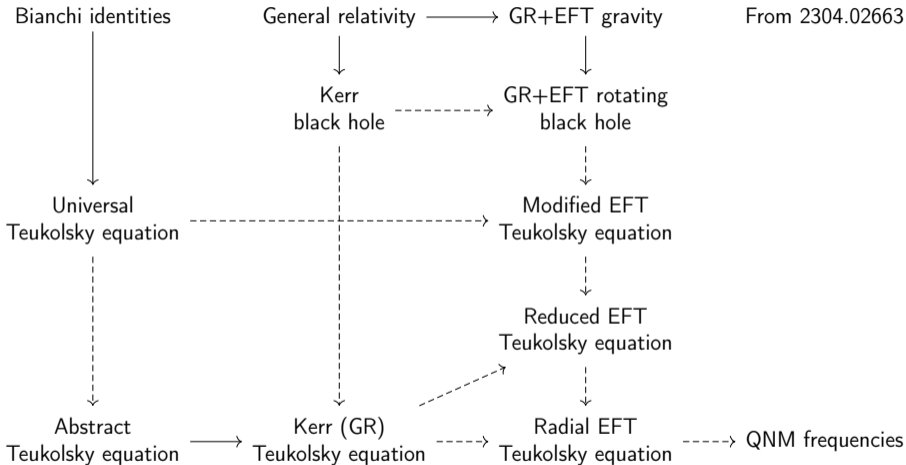 Bianchi identities
General relativity
GR+EFT gravity
From 2304.02663
Kerr
black hole
GR+EFT rotating
black hole
Universal
Teukolsky equation
Modified EFT
Teukolsky equation
Reduced EFT
Teukolsky equation
Abstract
Teukolsky equation
Kerr (GR)
Teukolsky equation
Radial EFT
Teukolsky equation
QNM frequencies